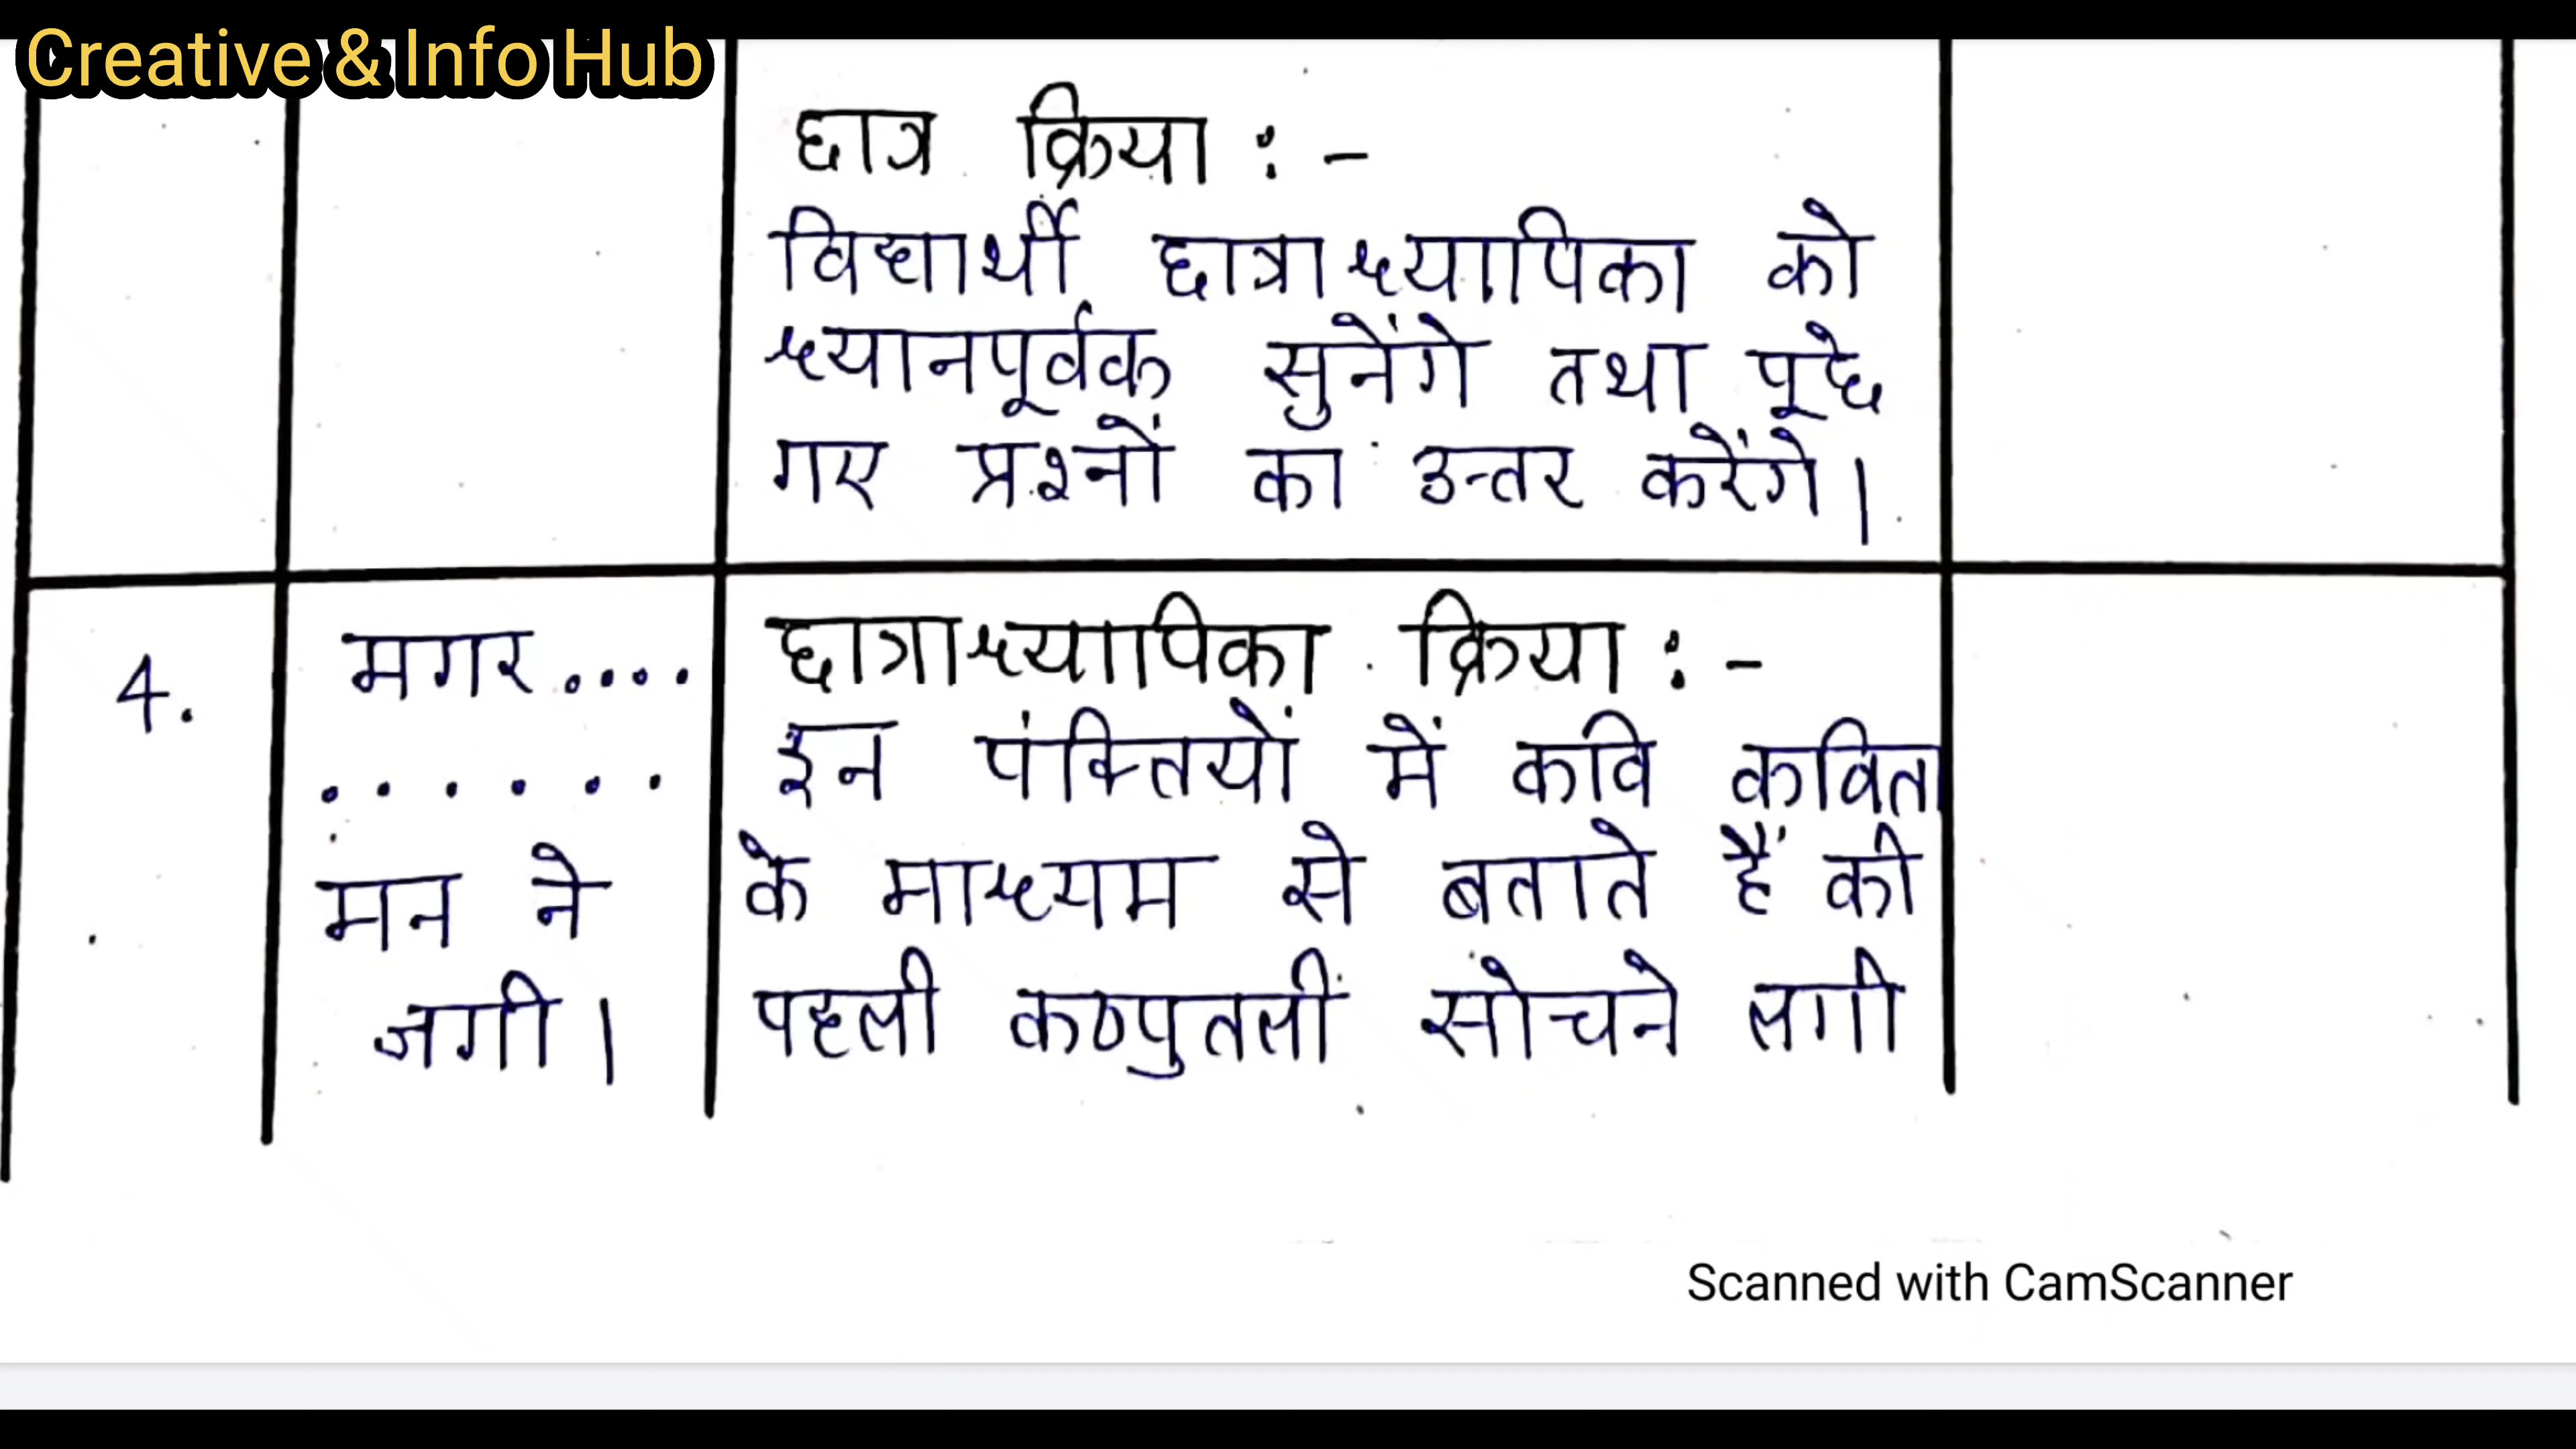 Creative & Info Hub
छात्र क्रिया : -
विद्यार्थी छात्राध्यापिका को
ध्यानपूर्वक सुनेंगे तथा पूछे
गए प्रश्नों का उत्तर करेंगे।
4. मगर.... छात्राध्यापिका क्रिया : -
...... इन पंक्तियों में कवि कविता
मन ने के माध्यम से बताते हैं की
जगी। पहली कठपुतली सोचने लगी
Scanned with CamScanner